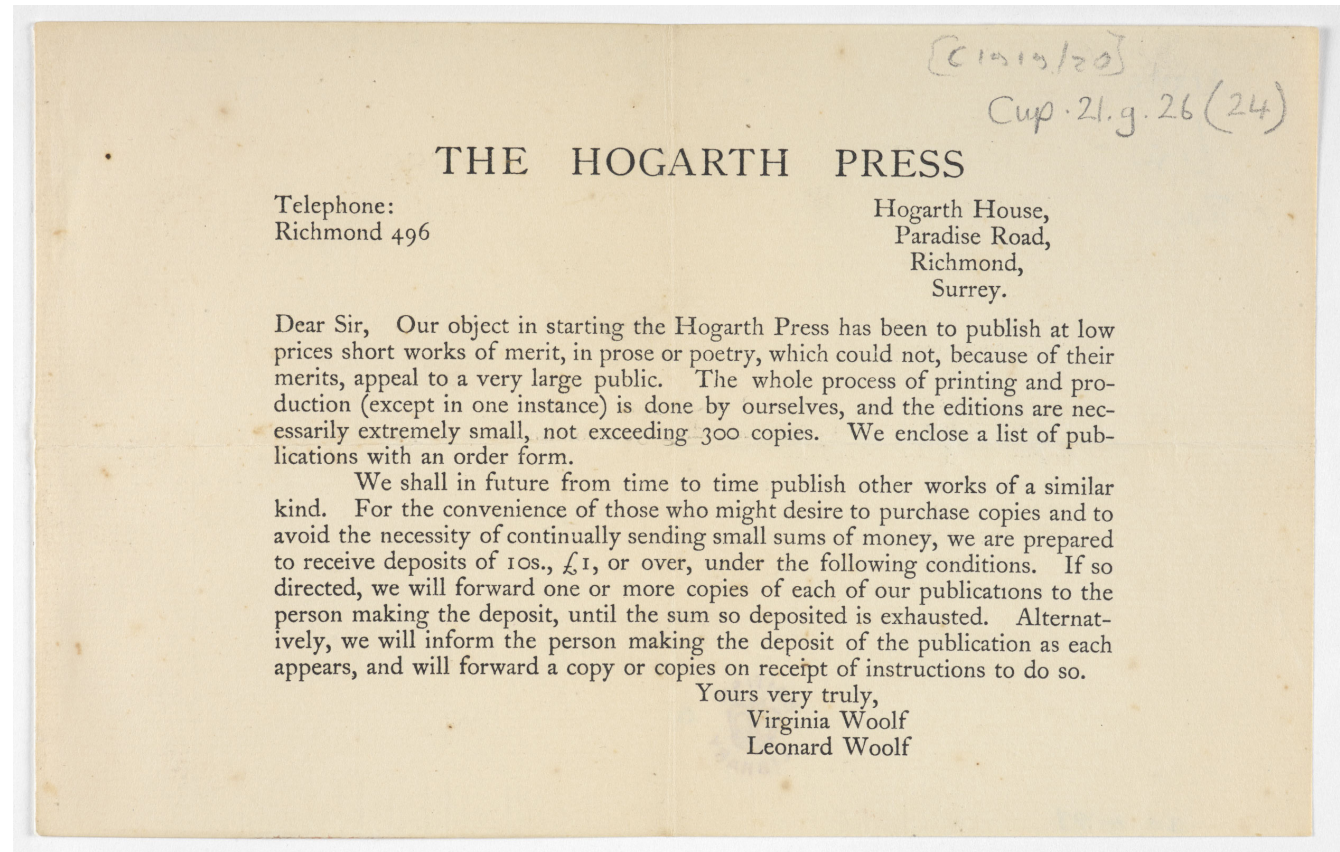 [C1919/20]
Cup.21.g.26(24)
THE HOGARTH PRESS
Telephone:
Richmond 496
Hogarth House,
Paradise Road,
Richmond,
Surrey.
Dear Sir, Our object in starting the Hogarth Press has been to publish at low
prices short works of merit, in prose or poetry, which could not, because of their
merits, appeal to a very large public. The whole process of printing and pro-
duction (except in one instance) is done by ourselves, and the editions are nec-
essarily extremely small, not exceeding 300 copies. We enclose a list of pub-
lications with an order form.
We shall in future from time to time publish other works of a similar
kind. For the convenience of those who might desire to purchase copies and to
avoid the necessity of continually sending small sums of money, we are prepared
to receive deposits of 10s., £1, or over, under the following conditions. If so
directed, we will forward one or more copies of each of our publications to the
person making the deposit, until the sum so deposited is exhausted. Alternat-
ively, we will inform the person making the deposit of the publication as each
appears, and will forward a copy or copies on receipt of instructions to do so.
Yours very truly,
Virginia Woolf
Leonard Woolf